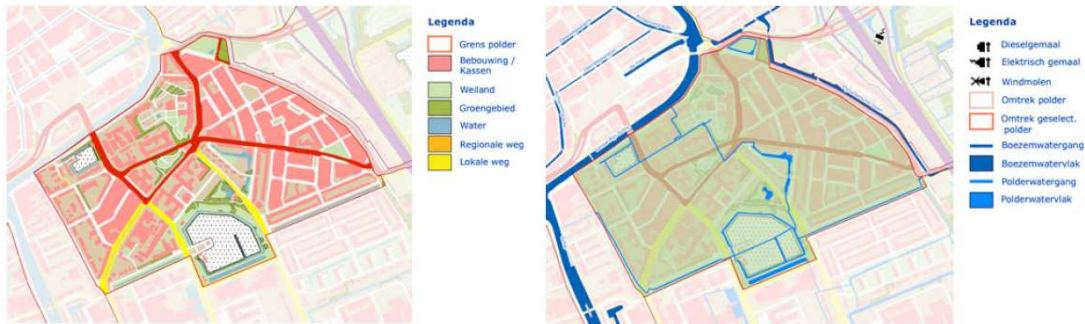 Legenda
Grens polder
Bebouwing /
Kassen
Weiland
Groengebied
Water
Regionale weg
Lokale weg
Legenda
Dieselgemaal
Elektrisch gemaal
Windmolen
Omtrek polder
Omtrek geselect.
polder
Boezemwatergang
Boezemwatervlak
Polderwatergang
Polderwatervlak